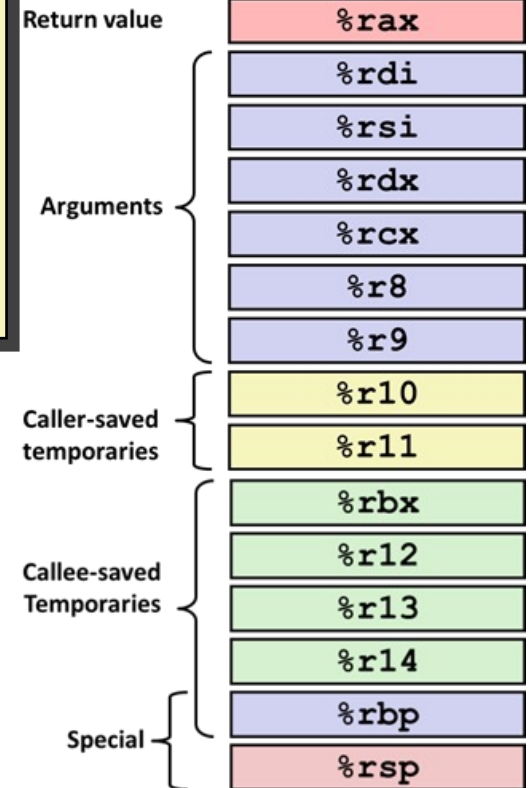 Return value
%rax
Arguments
%rdi
%rsi
%rdx
%rcx
%r8
%r9
Caller-saved
temporaries
%r10
%r11
Callee-saved
Temporaries
%rbx
%r12
%r13
%r14
Special
%rbp
%rsp